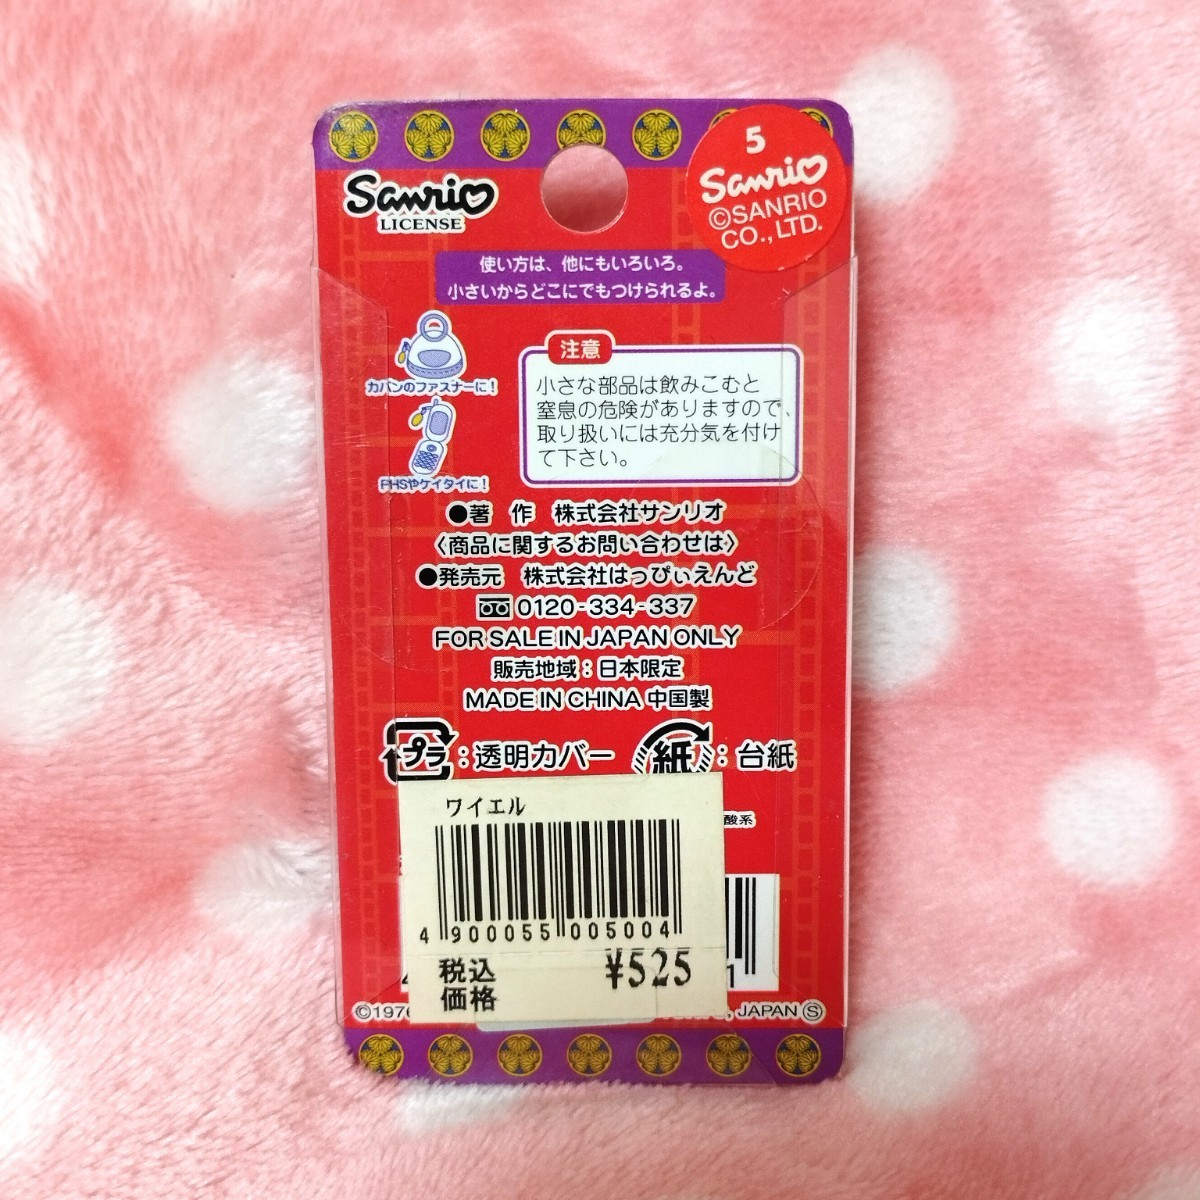 Sanrio
LICENSE
5
Sanrio
©SANRIO
CO.,LTD.
使い方は、他にもいろいろ。
小さいからどこにでもつけられるよ。
カバンのファスナーに!
PHSやケイタイに!
注意
小さな部品は飲みこむと
窒息の危険がありますので、
取り扱いには充分気を付け
て下さい。
●著 作 株式会社サンリオ
〈商品に関するお問い合わせは〉
●発売元 株式会社はっぴぃえんど
0120-334-337
FOR SALE IN JAPAN ONLY
販売地域:日本限定
MADE IN CHINA 中国製
プラ:透明カバー 紙:台紙
酸系
ワイエル
4 900055 005004
税込
価格
¥525
4
1
©1976
JAPAN Ⓢ